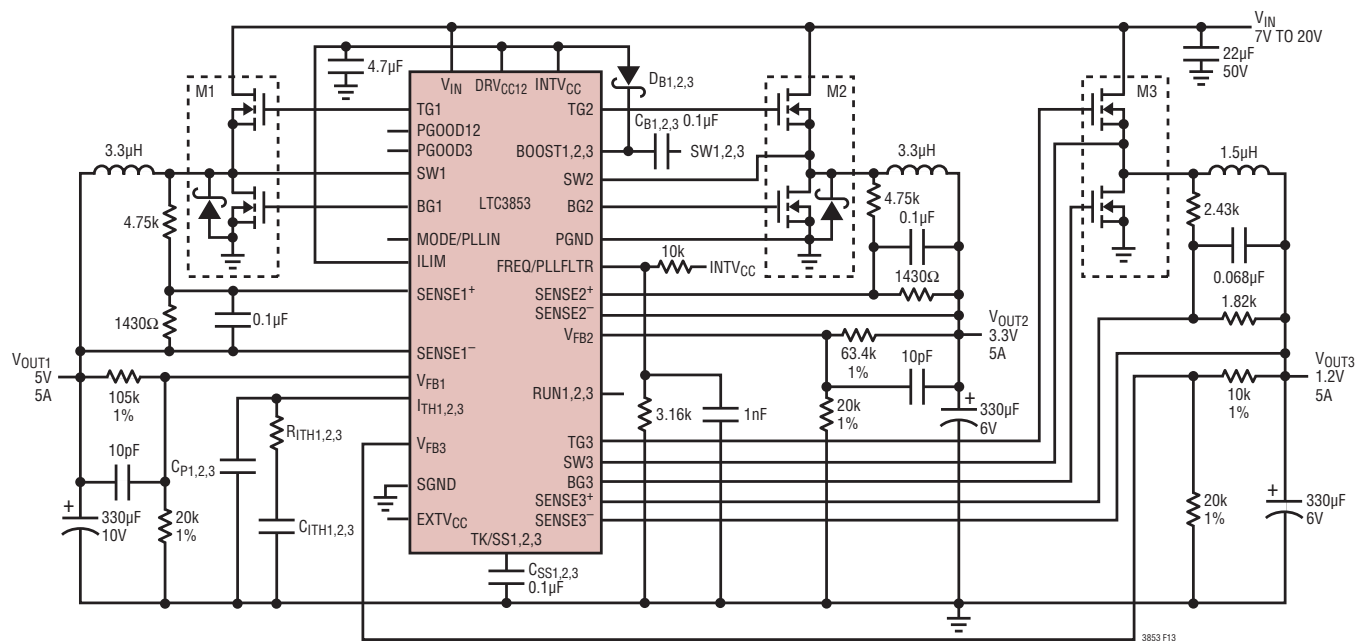 VIN
7V TO 20V
22µF
50V
4.7µF
VIN
DRVCC12
INTVCC
DB1,2,3
M1
M2
M3
TG1
TG2
CB1,2,3 0.1µF
PGOOD12
PGOOD3
BOOST1,2,3
SW1,2,3
3.3µH
3.3µH
1.5µH
SW1
SW2
4.75k
4.75k
2.43k
LTC3853
BG1
BG2
0.1µF
MODE/PLLIN
PGND
10k
ILIM
FREQ/PLLFLTR
INTVCC
0.068µF
SENSE1+
SENSE2+
1430Ω
1430Ω
0.1µF
SENSE2–
1.82k
SENSE1–
VFB2
VOUT1
5V
5A
63.4k
1%
10pF
VOUT2
3.3V
5A
VOUT3
1.2V
5A
105k
1%
VFB1
ITH1,2,3
RUN1,2,3
10k
1%
RITH1,2,3
3.16k
1nF
20k
1%
330µF
6V
+
10pF
CP1,2,3
VFB3
TG3
SW3
SGND
BG3
SENSE3+
+
330µF
10V
20k
1%
CITH1,2,3
EXTVCC
SENSE3–
20k
1%
+
330µF
6V
TK/SS1,2,3
CSS1,2,3
0.1µF
3853 F13